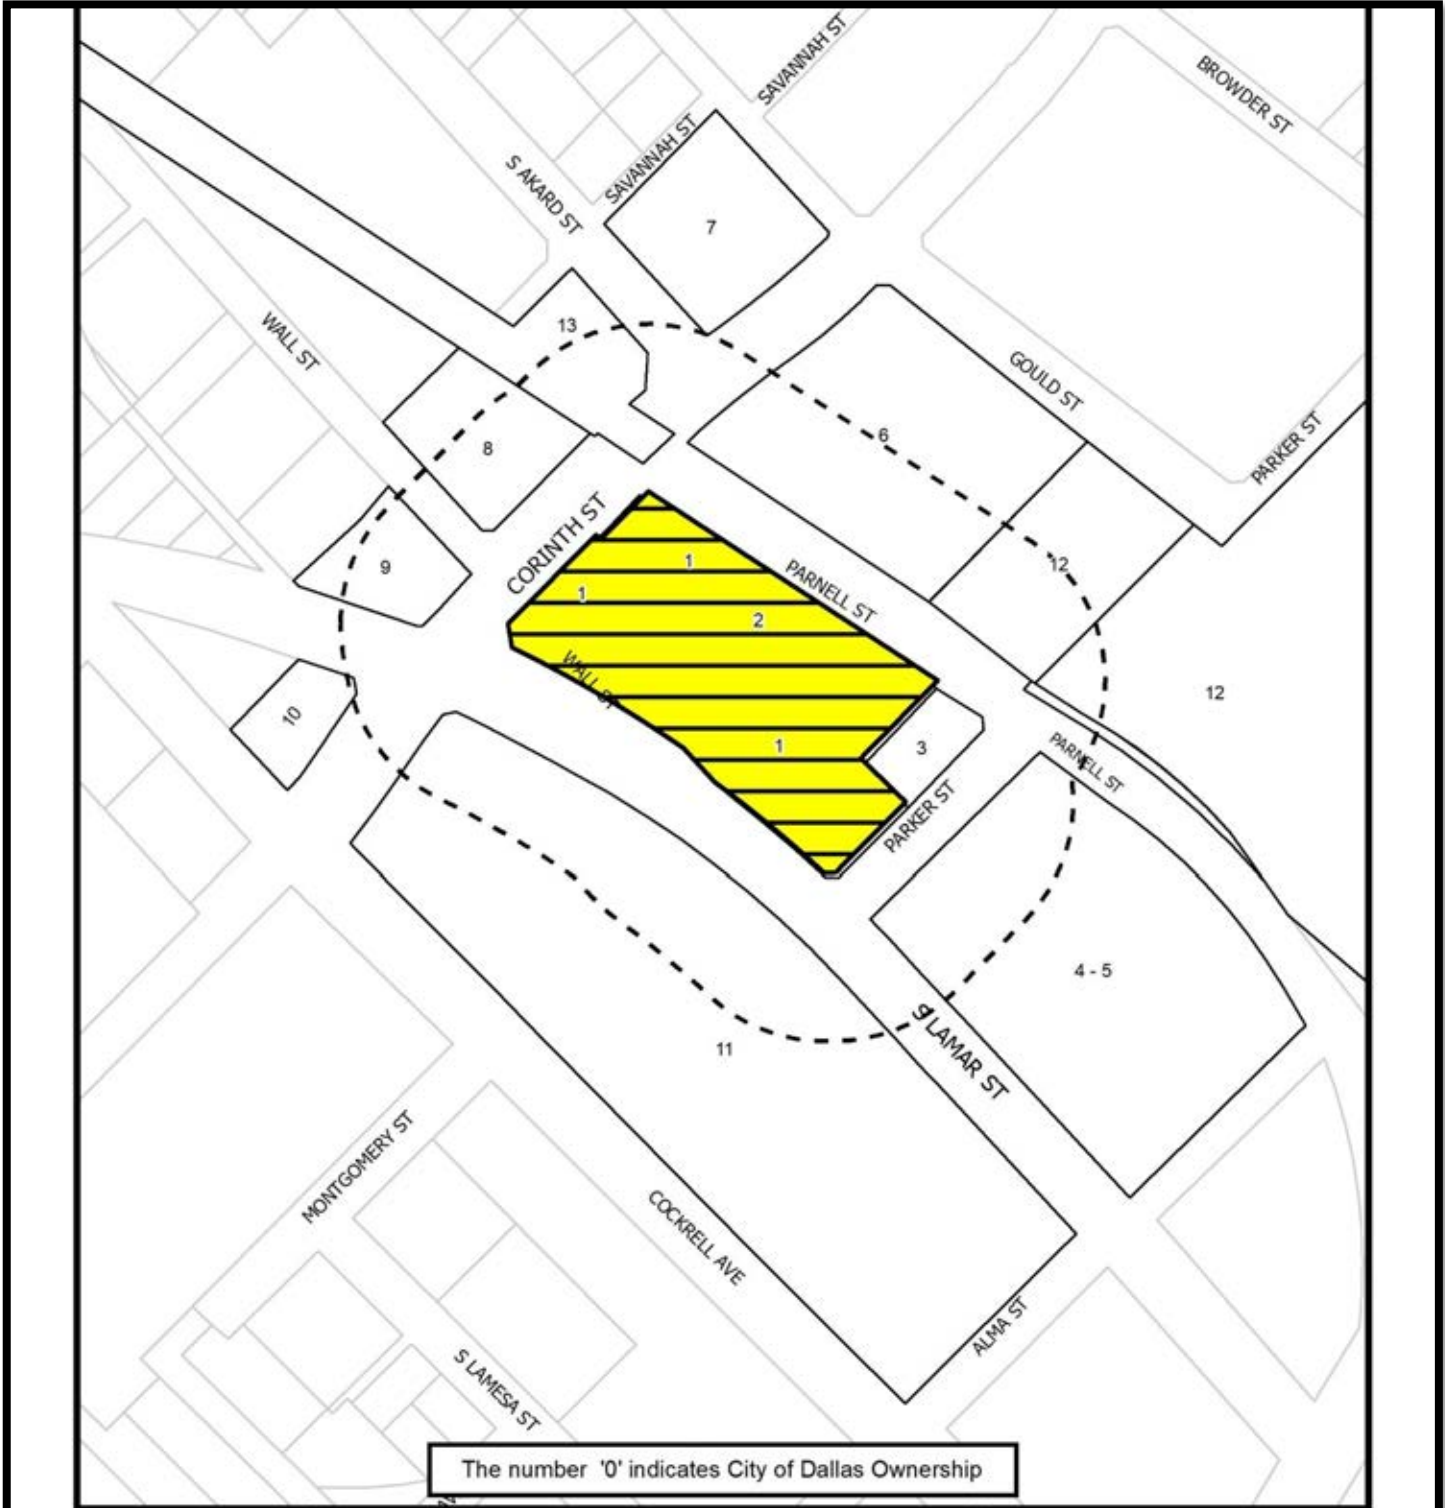 SAVANNAH ST
BROWDER ST
SAVANNAH ST
S AKARD ST
7
13
WALL ST
GOULD ST
6
8
PARKER ST
CORINTH ST
1
12
9
PARNELL ST
1
2
WALL ST
12
10
1
3
PARNELL ST
PARKER ST
4 - 5
S LAMAR ST
11
MONTGOMERY ST
COCKRELL AVE
ALMA ST
S LAMESA ST
The number '0' indicates City of Dallas Ownership